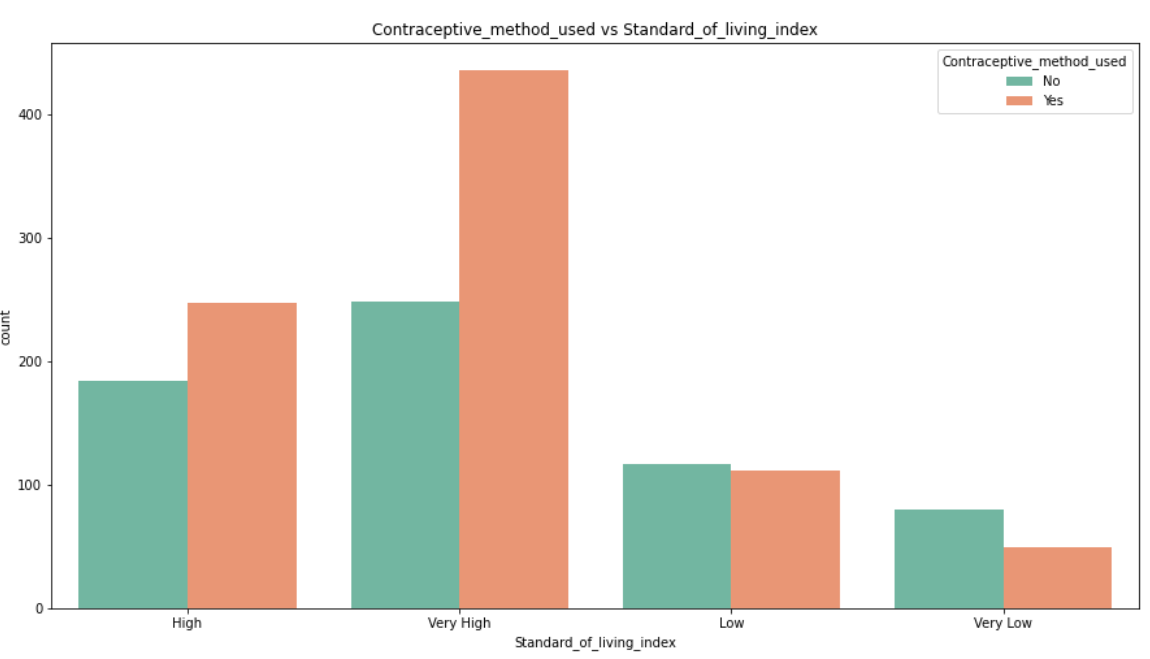 Contraceptive_method_used vs Standard_of_living_index
Contraceptive_method_used
No
Yes
400
300
200
100
0
count
High
Very High
Low
Very Low
Standard_of_living_index